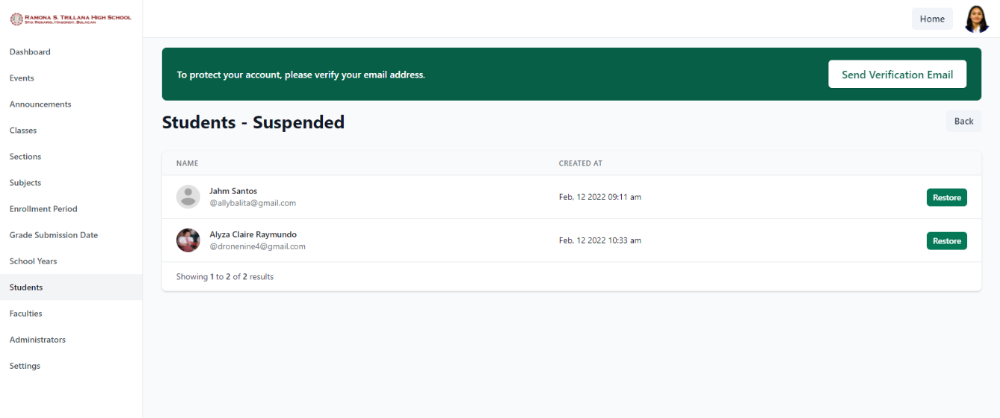 RAMONA S. TRILLANA HIGH SCHOOL
STO. ROSARIO, HAGONOY, BULACAN
Home
Dashboard
Events
Announcements
Classes
Sections
Subjects
Enrollment Period
Grade Submission Date
School Years
Students
Faculties
Administrators
Settings
To protect your account, please verify your email address.
Send Verification Email
Students - Suspended
Back
NAME CREATED AT
Jahm Santos
@allybalita@gmail.com
Feb, 12 2022 09:11 am
Restore
Alyza Claire Raymundo
@dronenine4@gmail.com
Feb, 12 2022 10:33 am
Restore
Showing 1 to 2 of 2 results